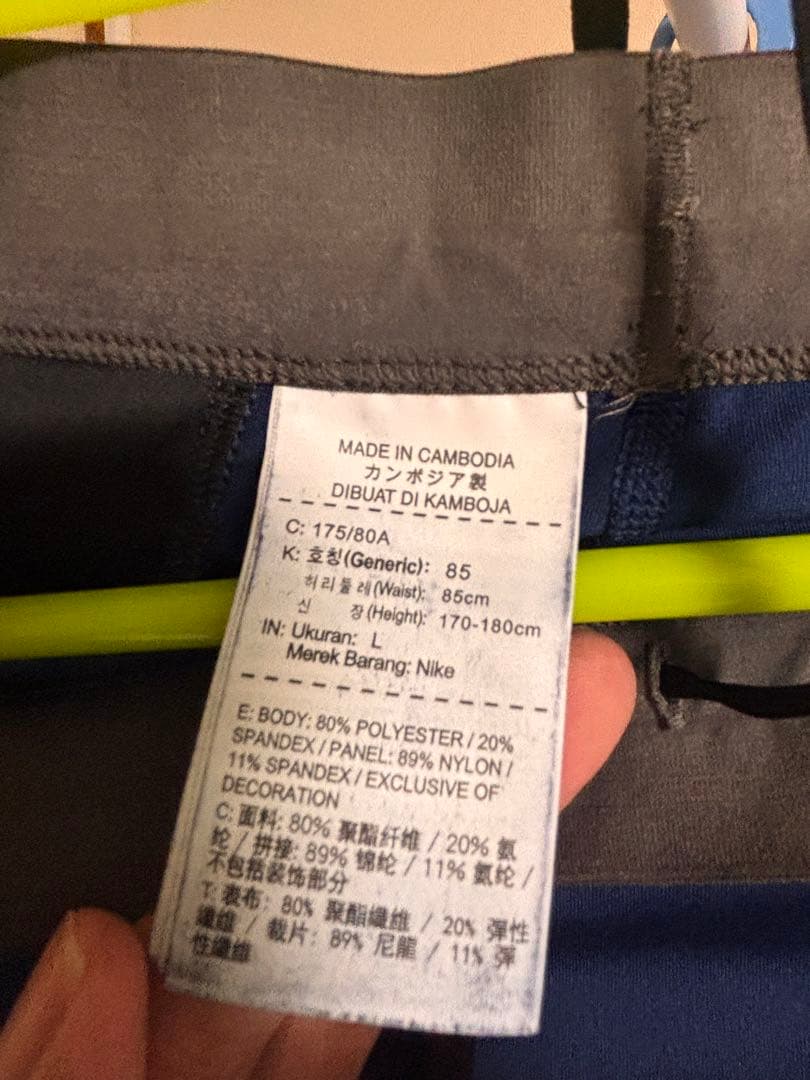 MADE IN CAMBODIA
カンボジア製
DIBUAT DI KAMBOJA
C: 175/80A
K: 호칭(Generic): 85
허리둘레(Waist): 85cm
신 장(Height): 170-180cm
IN: Ukuran: L
Merek Barang: Nike
E: BODY: 80% POLYESTER / 20%
SPANDEX / PANEL: 89% NYLON /
11% SPANDEX / EXCLUSIVE OF
DECORATION
C: 面料: 80% 聚酯纤维 / 20% 氨
纶 / 拼接: 89% 锦纶 / 11% 氨纶 /
不包括装饰部分
T: 表布: 80% 聚酯纖維 / 20% 彈性
纖維 / 裁片: 89% 尼龍 / 11% 彈
性纖維